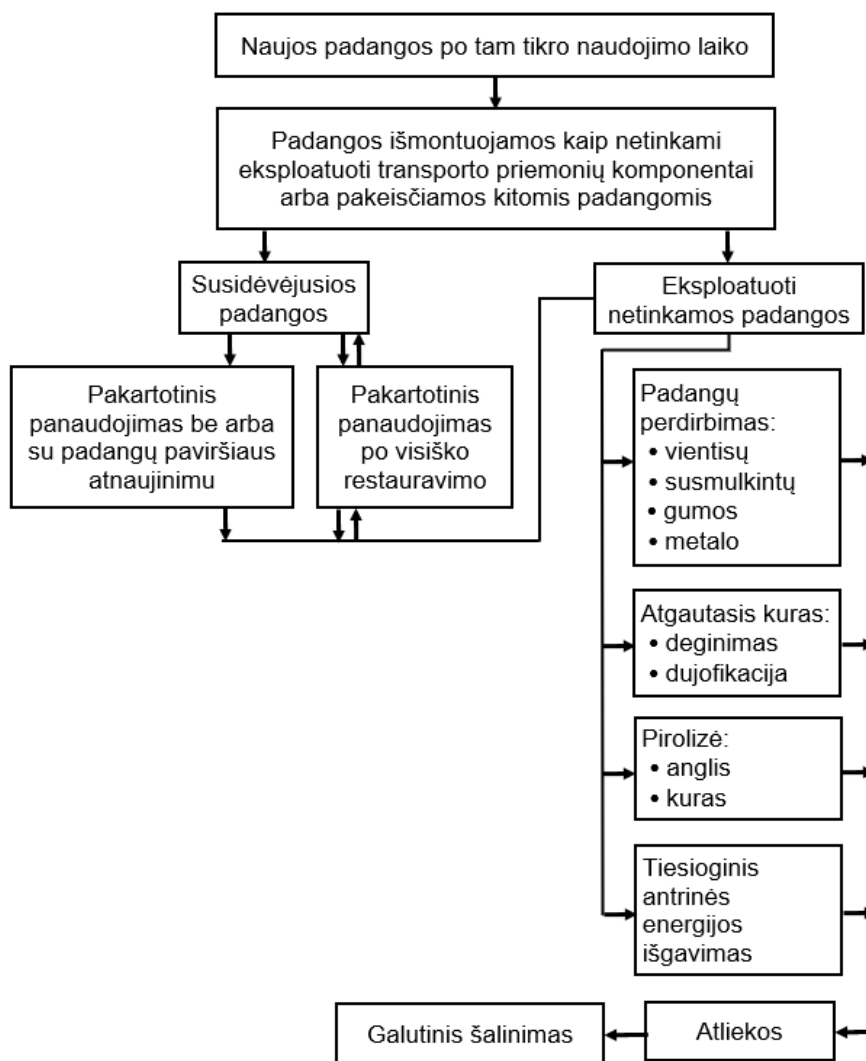 Naujos padangos po tam tikro naudojimo laiko
Padangos išmontuojamos kaip netinkami
eksploatuoti transporto priemonių komponentai
arba pakeisčiamos kitomis padangomis
Susidėvėjusios
padangos
Eksploatuoti
netinkamos padangos
Pakartotinis
panaudojimas be arba
su padangų paviršiaus
atnaujinimu
Pakartotinis
panaudojimas
po visiško
restauravimo
Padangų
perdirbimas:
• vientisų
• susmulkintų
• gumos
• metalo
Atgautasis kuras:
• deginimas
• dujofikacija
Pirolizė:
• anglis
• kuras
Tiesioginis
antrinės
energijos
išgavimas
Galutinis šalinimas
Atliekos